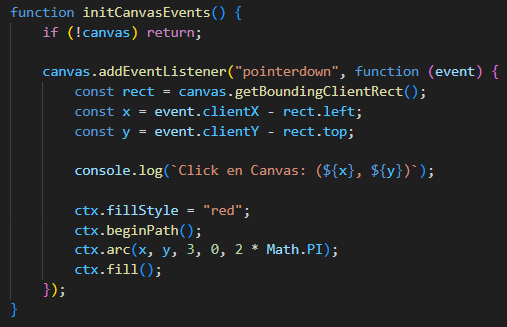 function initCanvasEvents() {
    if (!canvas) return;

    canvas.addEventListener("pointerdown", function (event) {
        const rect = canvas.getBoundingClientRect();
        const x = event.clientX - rect.left;
        const y = event.clientY - rect.top;

        console.log(`Click en Canvas: (${x}, ${y})`);

        ctx.fillStyle = "red";
        ctx.beginPath();
        ctx.arc(x, y, 3, 0, 2 * Math.PI);
        ctx.fill();
    });
}